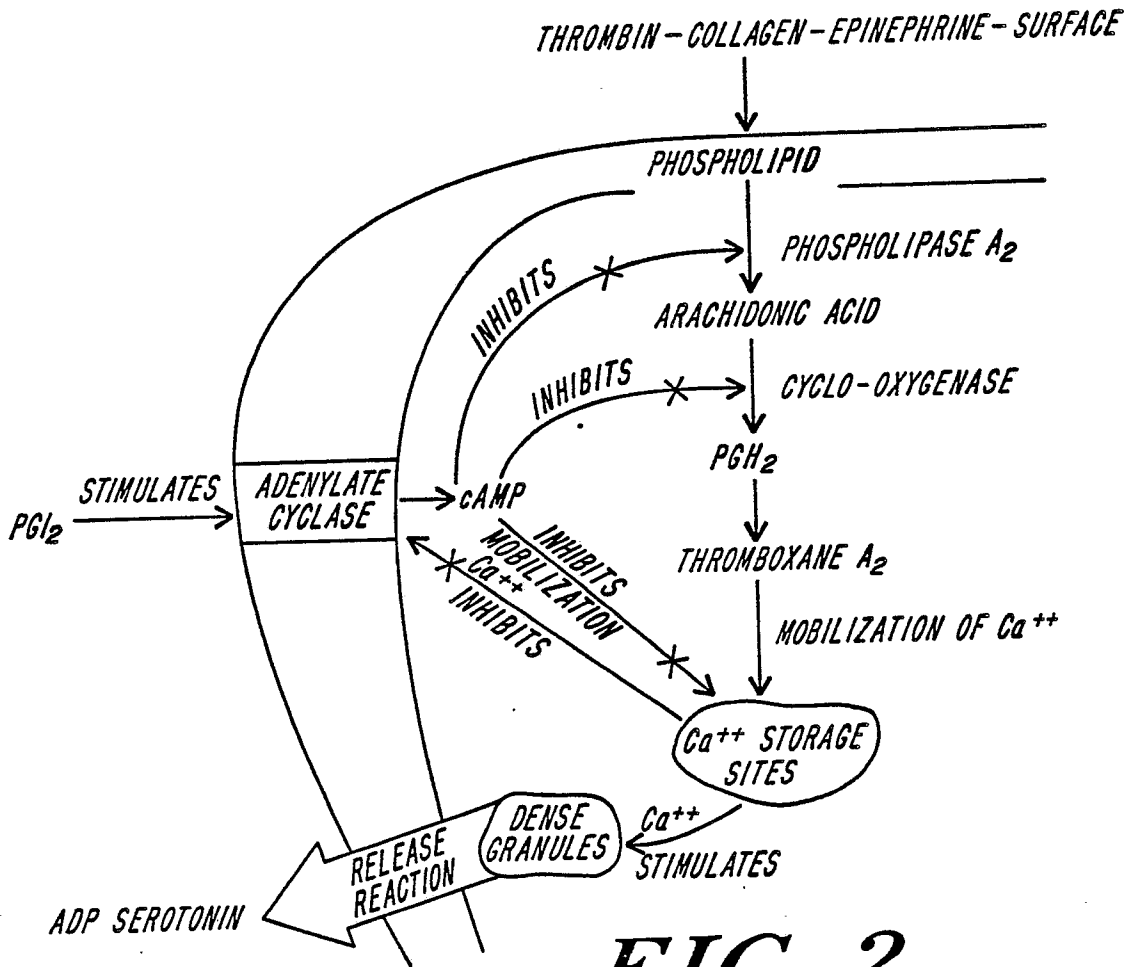 THROMBIN-COLLAGEN-EPINEPHRINE-SURFACE
PHOSPHOLIPID
PHOSPHOLIPASE A2
INHIBITS
ARACHIDONIC ACID
INHIBITS
CYCLO-OXYGENASE
PGH2
PGI2
STIMULATES
ADENYLATE
CYCLASE
cAMP
INHIBITS
MOBILIZATION
Ca++
INHIBITS
THROMBOXANE A2
MOBILIZATION OF Ca++
Ca++ STORAGE
SITES
Ca++
STIMULATES
DENSE
GRANULES
RELEASE
REACTION
ADP SEROTONIN
FIG. 2